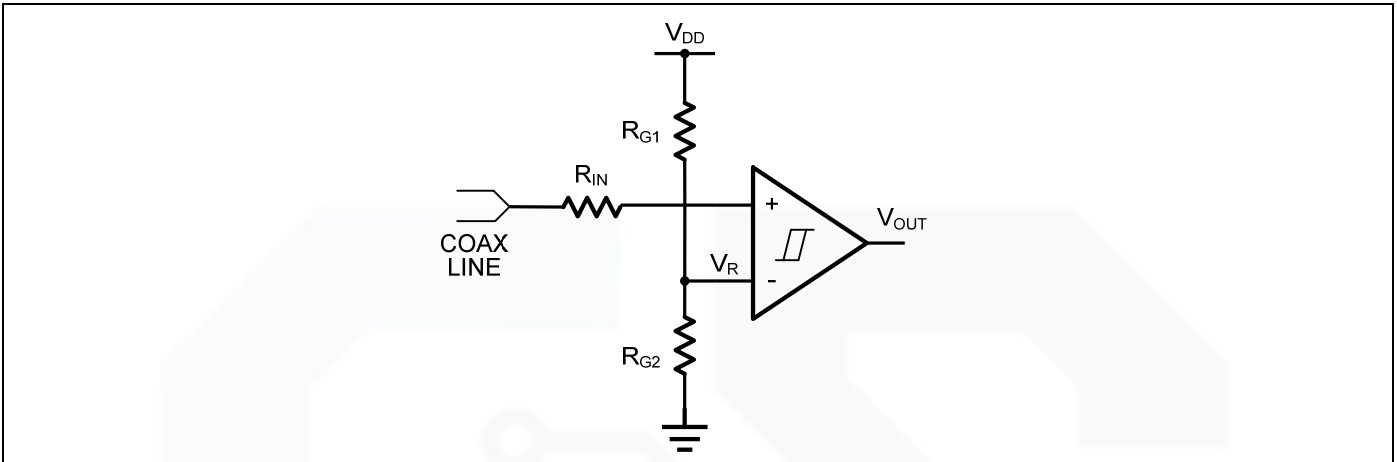 VDD
RG1
RIN
+
VOUT
COAX
LINE
VR
-
RG2